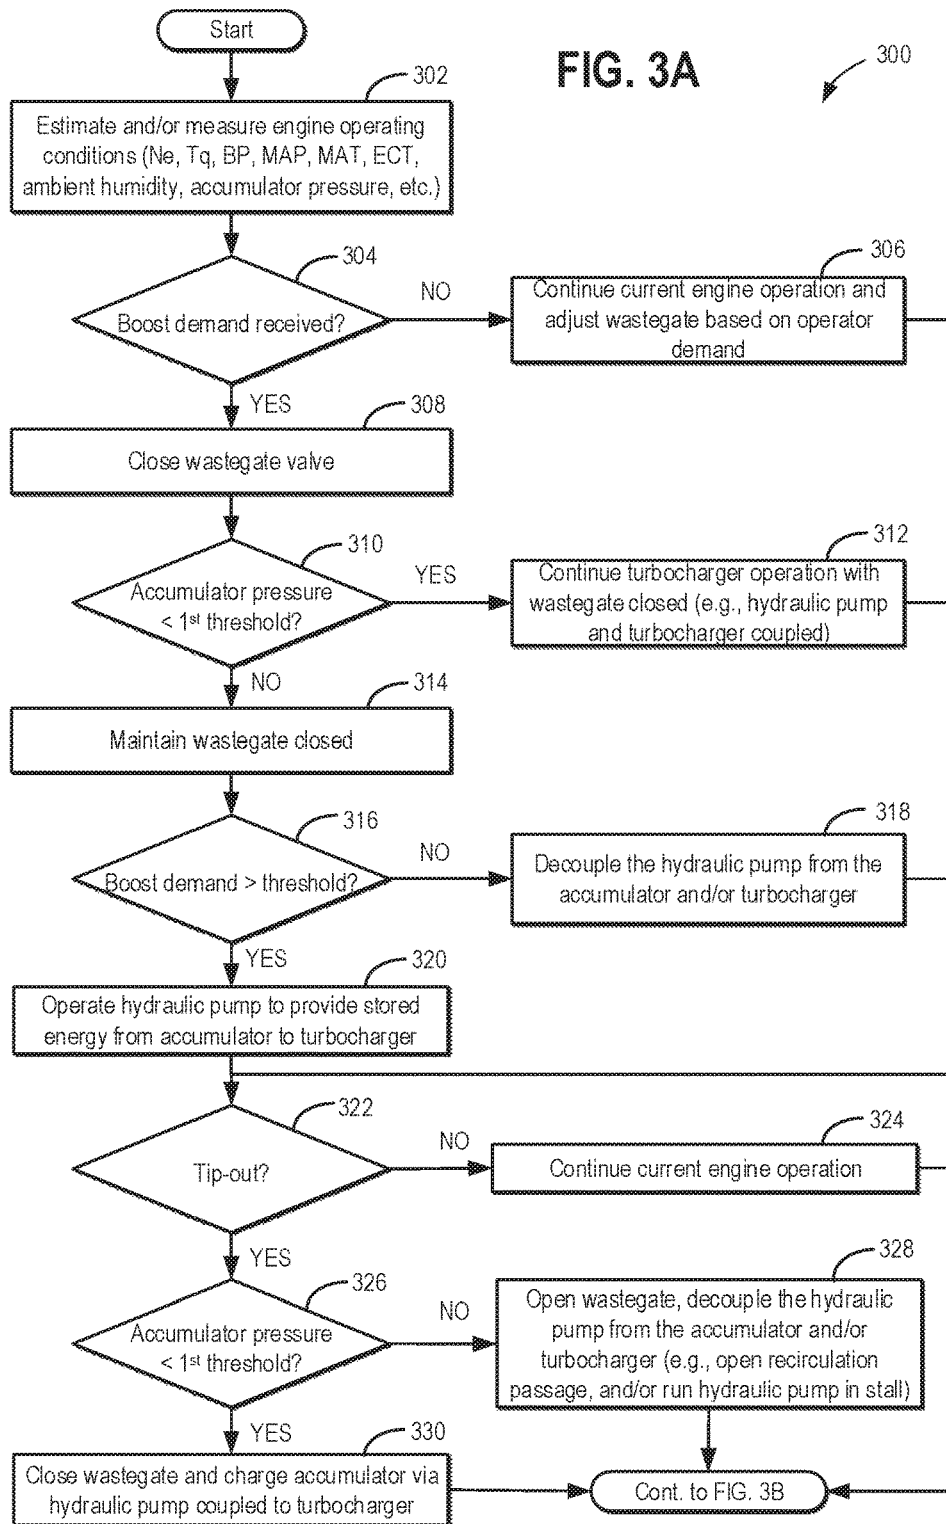 Start
FIG. 3A
300
302
Estimate and/or measure engine operating
conditions (Ne, Tq, BP, MAP, MAT, ECT,
ambient humidity, accumulator pressure, etc.)
304
Boost demand received?
NO
306
Continue current engine operation and
adjust wastegate based on operator
demand
YES
308
Close wastegate valve
310
Accumulator pressure
< 1st threshold?
YES
312
Continue turbocharger operation with
wastegate closed (e.g., hydraulic pump
and turbocharger coupled)
NO
314
Maintain wastegate closed
316
Boost demand > threshold?
NO
318
Decouple the hydraulic pump from the
accumulator and/or turbocharger
YES
320
Operate hydraulic pump to provide stored
energy from accumulator to turbocharger
322
Tip-out?
NO
324
Continue current engine operation
YES
326
Accumulator pressure
< 1st threshold?
NO
328
Open wastegate, decouple the hydraulic
pump from the accumulator and/or
turbocharger (e.g., open recirculation
passage, and/or run hydraulic pump in stall)
YES
330
Close wastegate and charge accumulator via
hydraulic pump coupled to turbocharger
Cont. to FIG. 3B